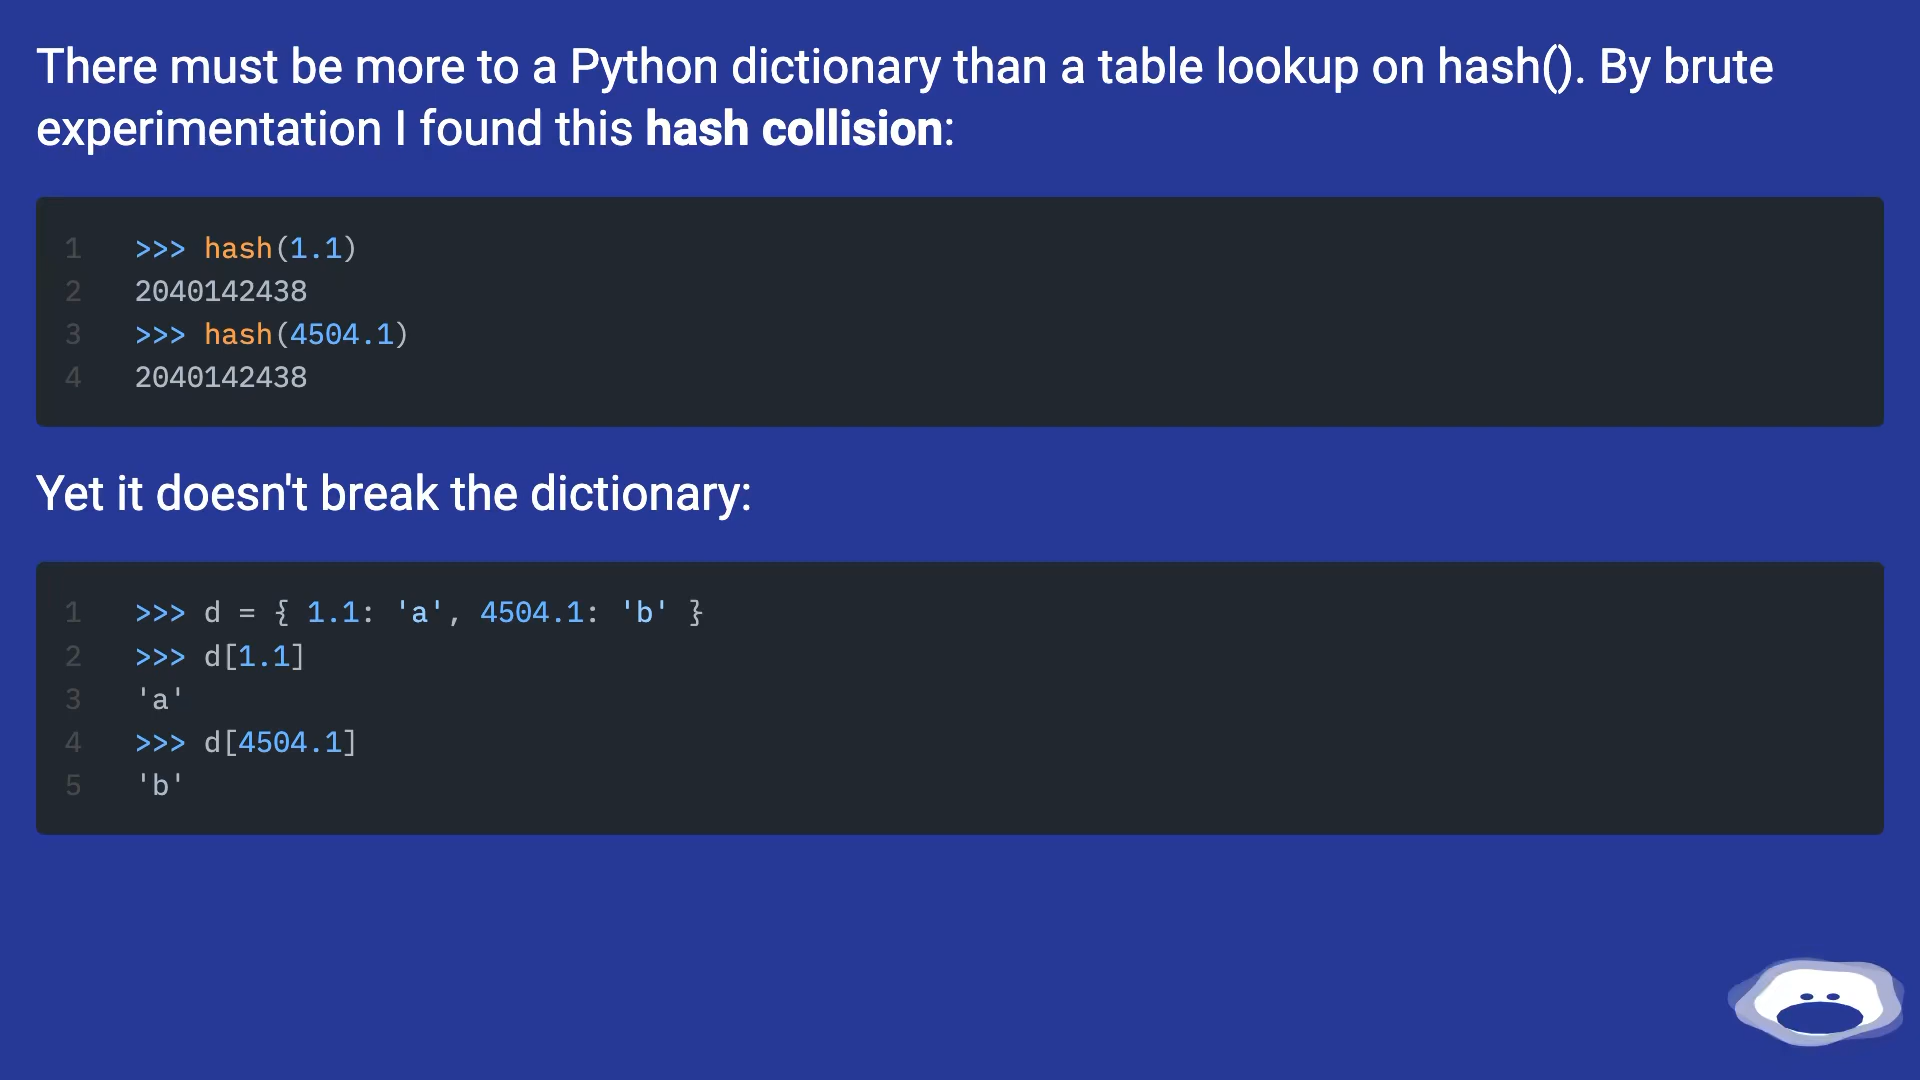 There must be more to a Python dictionary than a table lookup on hash(). By brute
experimentation I found this hash collision:
1 >>> hash(1.1)
2 2040142438
3 >>> hash(4504.1)
4 2040142438
Yet it doesn't break the dictionary:
1 >>> d = { 1.1: 'a', 4504.1: 'b' }
2 >>> d[1.1]
3 'a'
4 >>> d[4504.1]
5 'b'